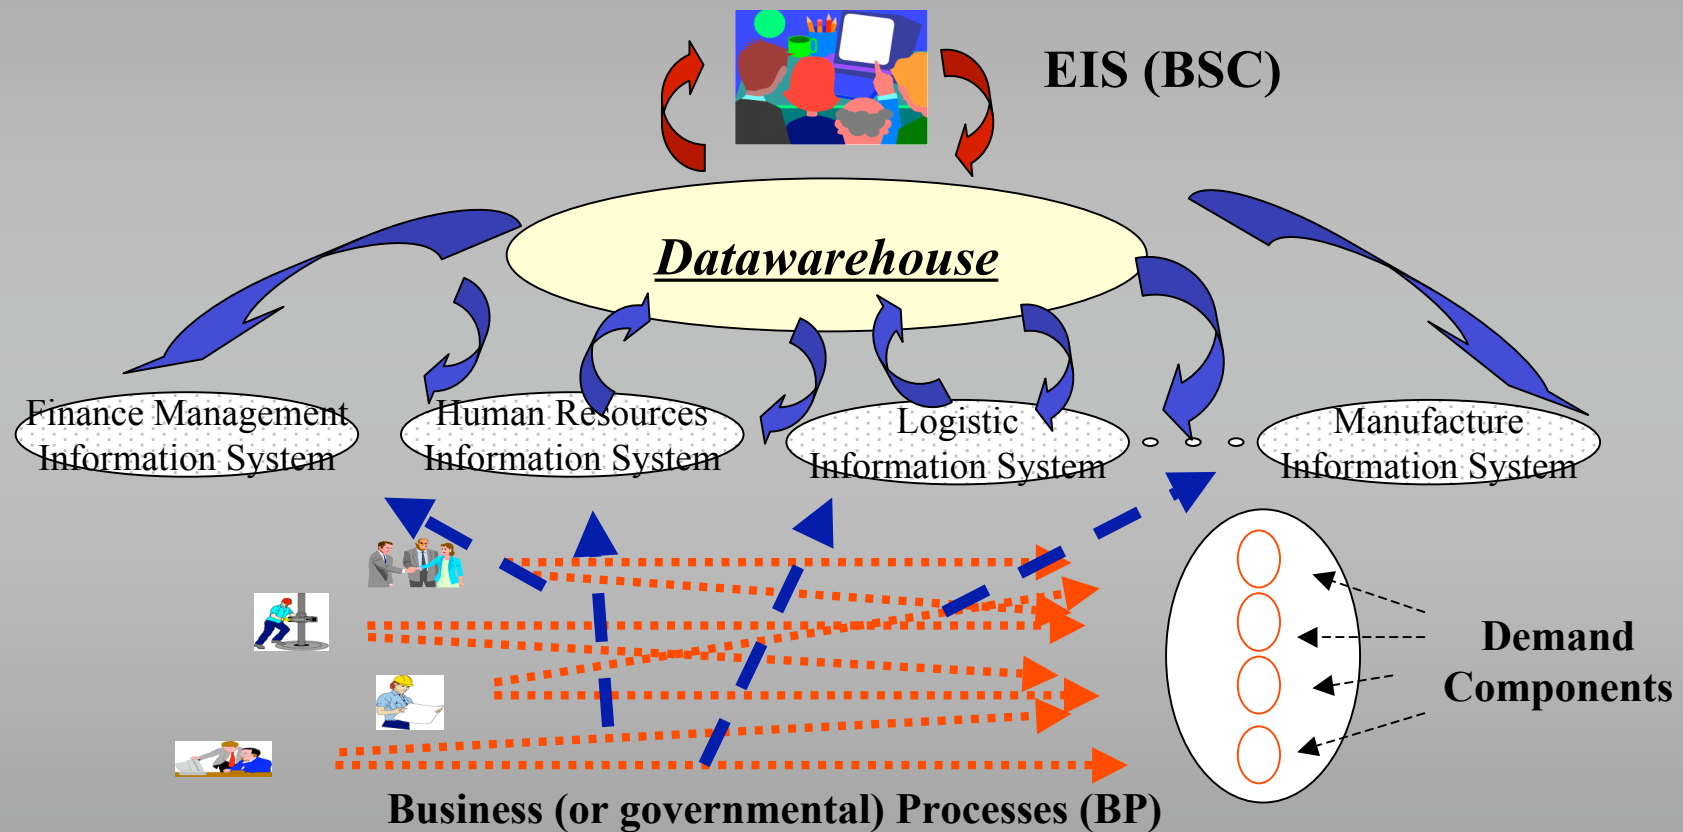 EIS (BSC)
Datawarehouse
Finance Management
Information System
Human Resources
Information System
Logistic
Information System
Manufacture
Information System
Demand
Components
Business (or governmental) Processes (BP)